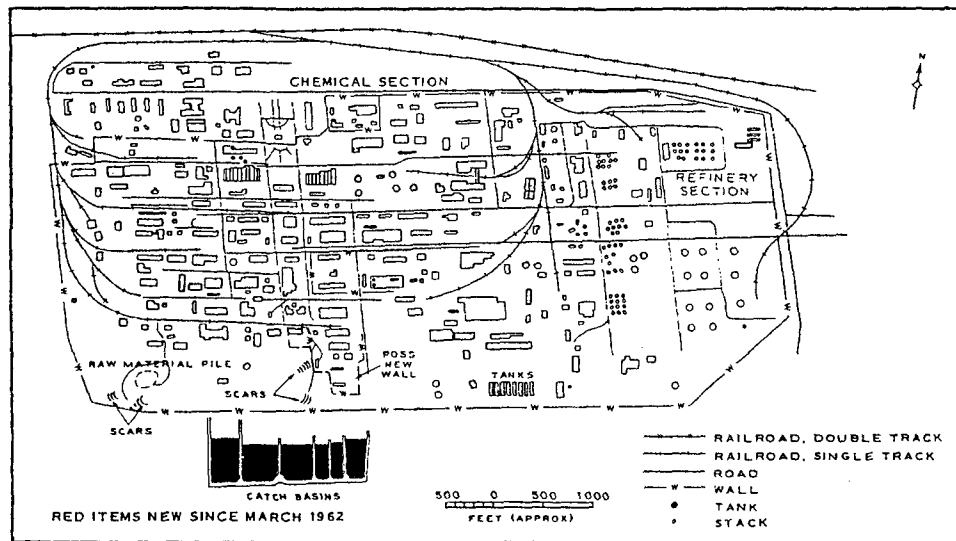 N
CHEMICAL SECTION
W W W W
W
W W W
W
REFINERY
SECTION
W
W
W
W
W
W
W
RAW MATERIAL PILE
POSS
NEW
WALL
SCARS
TANKS
W W W W W W W
SCARS
CATCH BASINS
RED ITEMS NEW SINCE MARCH 1962
500 0 500 1000
FEET (APPROX)
RAILROAD, DOUBLE TRACK
RAILROAD, SINGLE TRACK
ROAD
W WALL
TANK
STACK